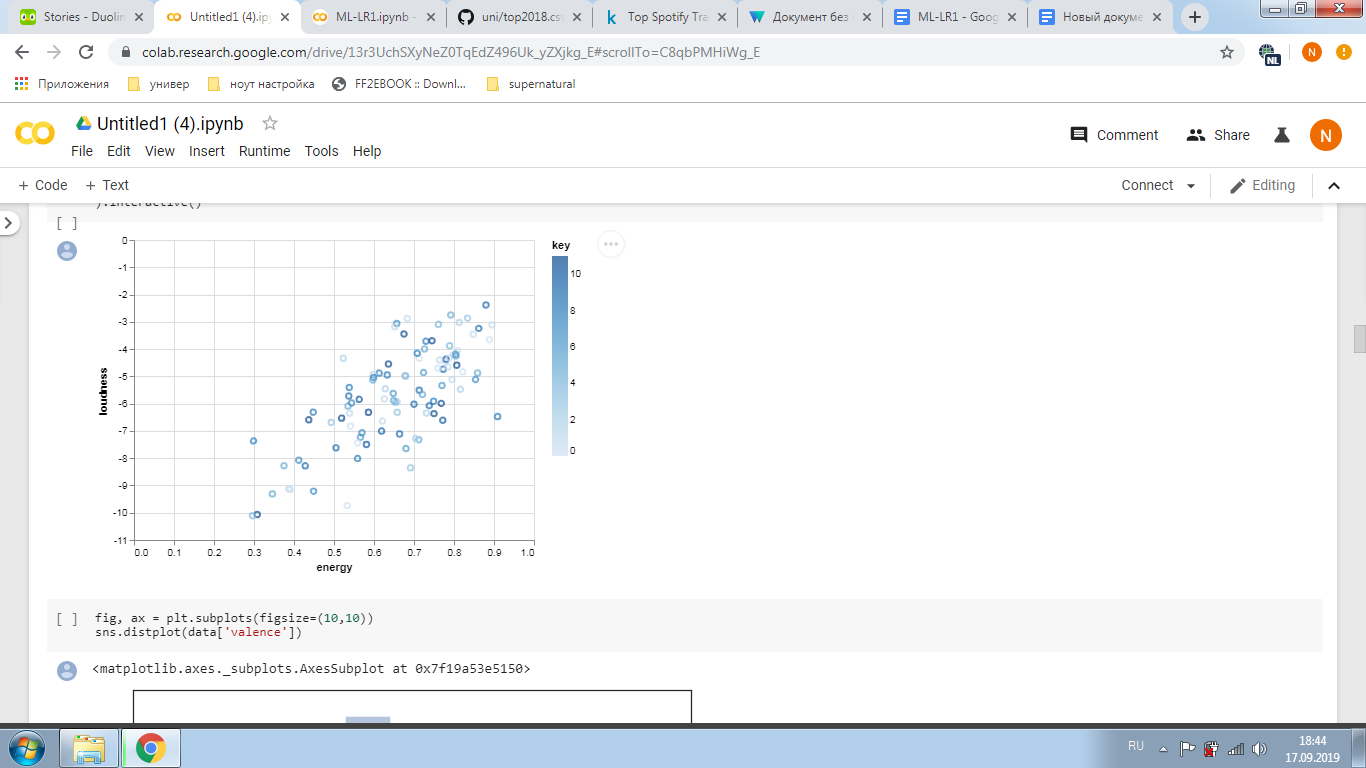 Stories - Duolin
Untitled1 (4).ipy
ML-LR1.ipynb -
uni/top2018.csv
Top Spotify Tra
Документ без
ML-LR1 - Goog
Новый докуме
colab.research.google.com/drive/13r3UchSXyNeZ0TqEdZ496Uk_yZXjkg_E#scrollTo=C8qbPMHiWg_E
NL
N
Приложения
универ
ноут настройка
FF2EBOOK :: Downl...
supernatural
Untitled1 (4).ipynb
File Edit View Insert Runtime Tools Help
Comment
Share
N
+ Code + Text
Connect
Editing
).interactive()
[ ]
0
-1
-2
-3
-4
-5
-6
-7
-8
-9
-10
-11
loudness
0.0 0.1 0.2 0.3 0.4 0.5 0.6 0.7 0.8 0.9 1.0
energy
key
10
8
6
4
2
0
[ ] fig, ax = plt.subplots(figsize=(10,10))
sns.distplot(data['valence'])
<matplotlib.axes._subplots.AxesSubplot at 0x7f19a53e5150>
RU
18:44
17.09.2019